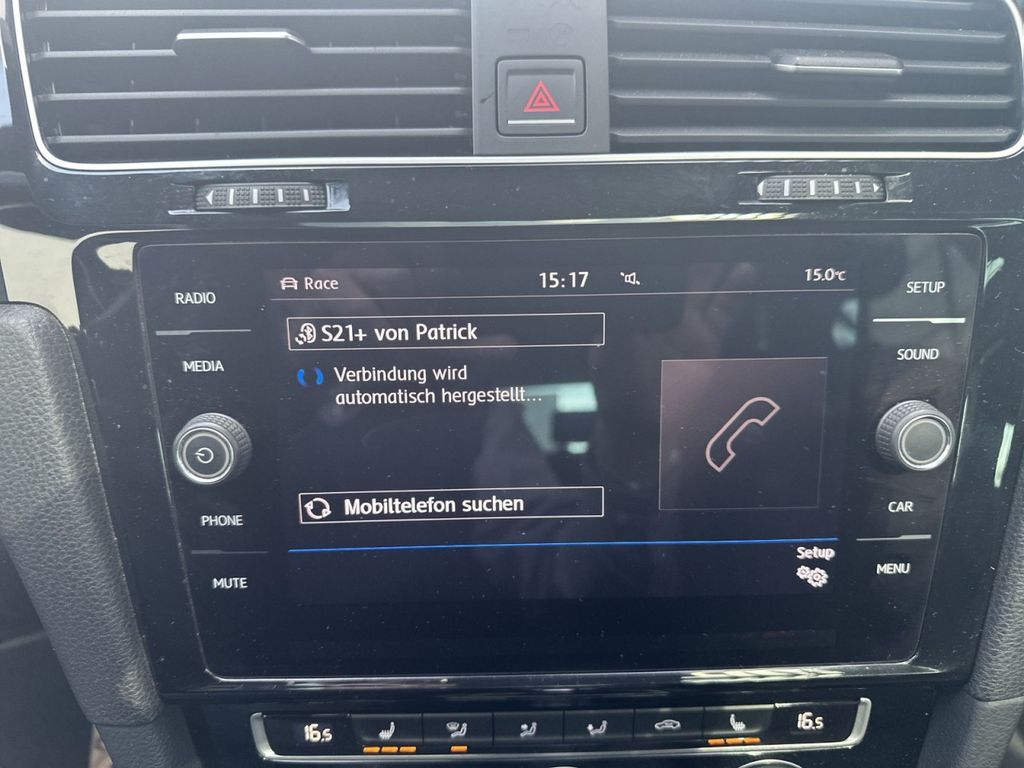 Race 15:17 15.0°C
RADIO
SETUP
S21+ von Patrick
MEDIA
SOUND
Verbindung wird
automatisch hergestellt...
Mobiltelefon suchen
PHONE
CAR
Setup
MUTE
MENU
16.5
16.5